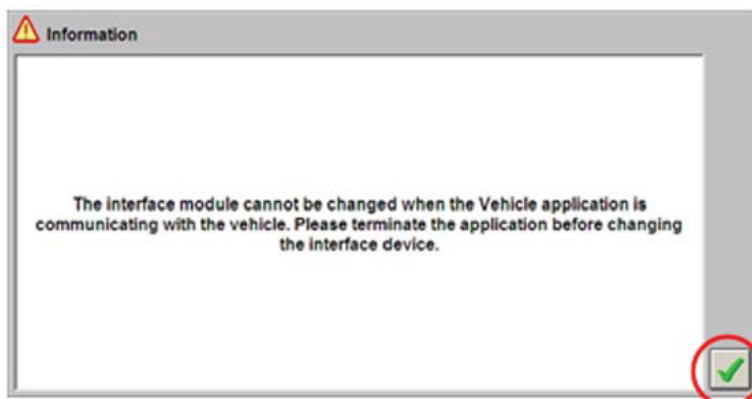 Information
The interface module cannot be changed when the Vehicle application is
communicating with the vehicle. Please terminate the application before changing
the interface device.